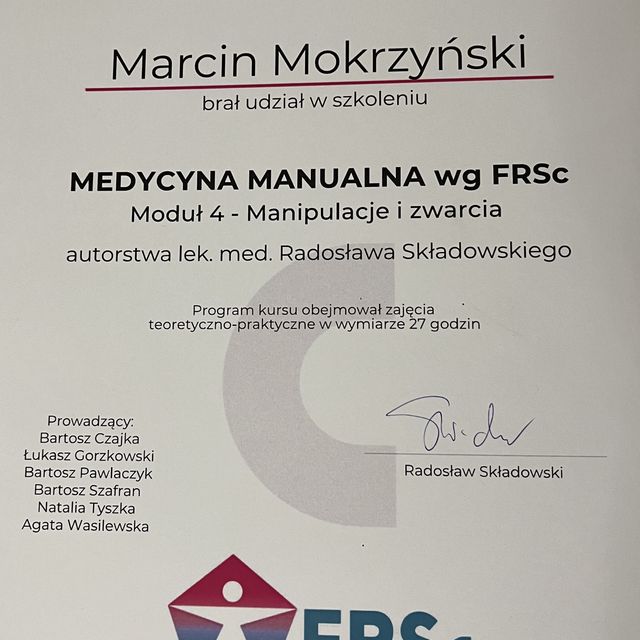 Marcin Mokrzyński
brał udział w szkoleniu
MEDYCYNA MANUALNA wg FRSc
Moduł 4 - Manipulacje i zwarcia
autorstwa lek. med. Radosława Składowskiego
Program kursu obejmował zajęcia
teoretyczno-praktyczne w wymiarze 27 godzin
Prowadzący:
Bartosz Czajka
Łukasz Gorzkowski
Bartosz Pawlaczyk
Bartosz Szafran
Natalia Tyszka
Agata Wasilewska
Radosław Składowski
FRSc